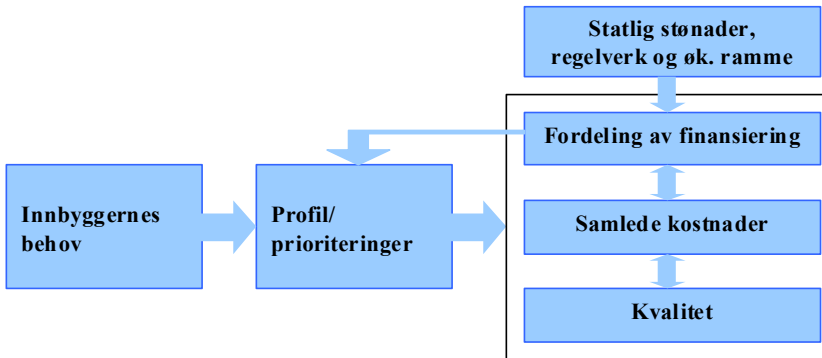 Statlig stønader,
regelverk og øk. ramme
Fordeling av finansiering
Innbyggernes
behov
Profil/
prioriteringer
Samlede kostnader
Kvalitet